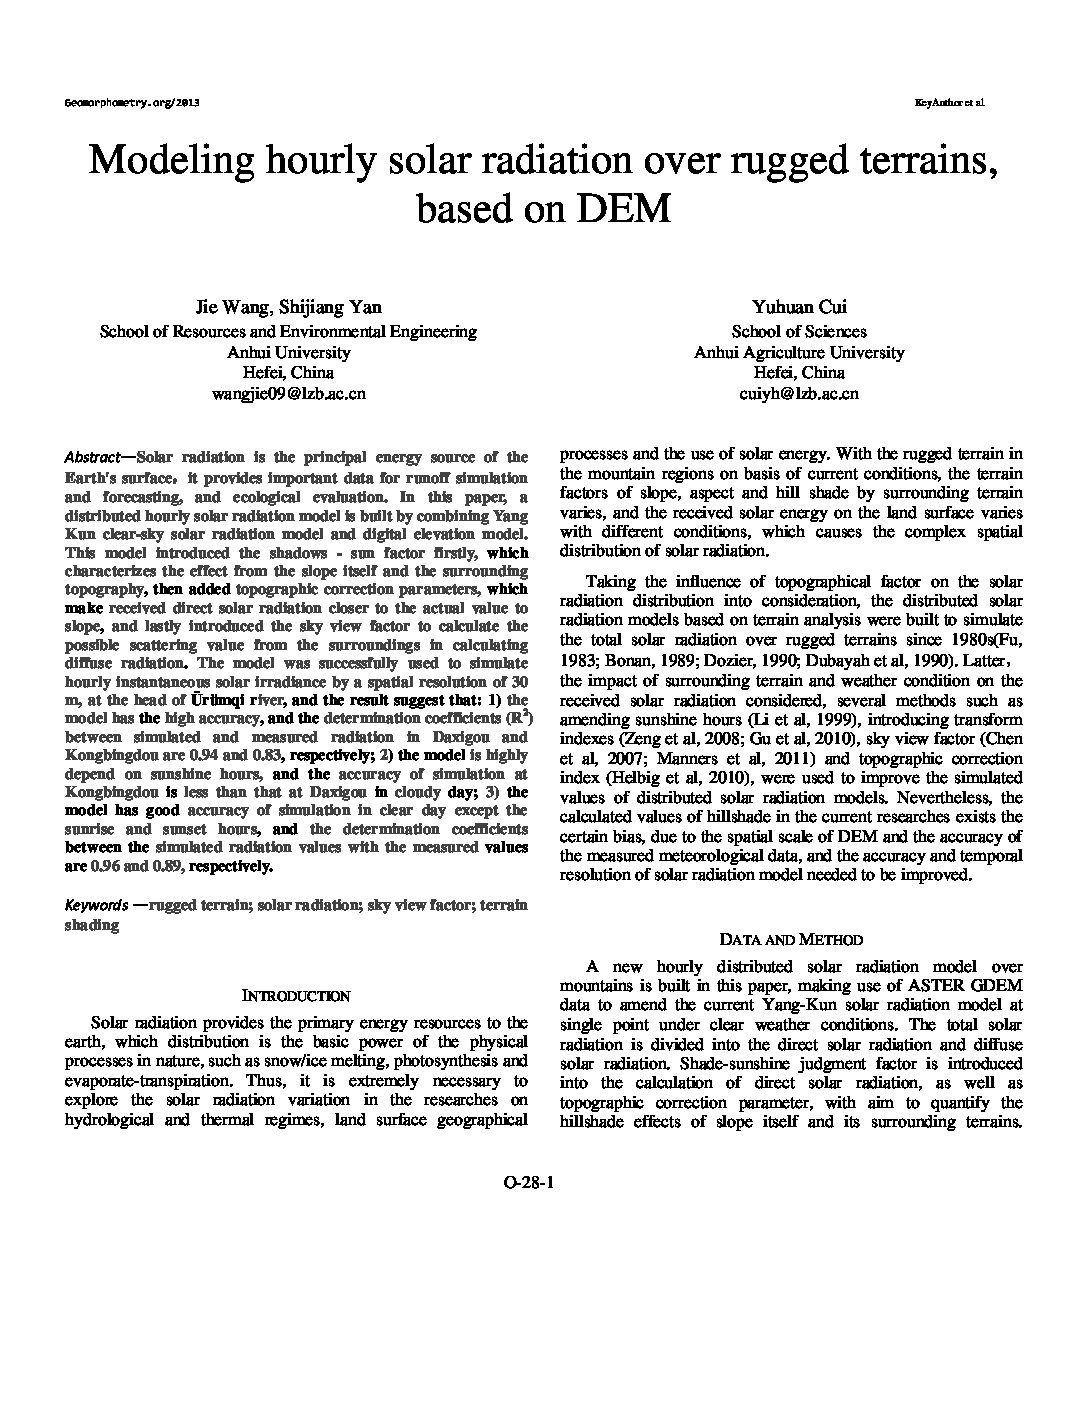 Geomorphometry.org/2013
KeyAuthor et al
Modeling hourly solar radiation over rugged terrains,
based on DEM
Jie Wang, Shijiang Yan
School of Resources and Environmental Engineering
Anhui University
Hefei, China
wangjie09@lzb.ac.cn
Yuhuan Cui
School of Sciences
Anhui Agriculture University
Hefei, China
cuiyh@lzb.ac.cn
Abstract—Solar radiation is the principal energy source of the
Earth's surface, it provides important data for runoff simulation
and forecasting, and ecological evaluation. In this paper, a
distributed hourly solar radiation model is built by combining Yang
Kun clear-sky solar radiation model and digital elevation model.
This model introduced the shadows - sun factor firstly, which
characterizes the effect from the slope itself and the surrounding
topography, then added topographic correction parameters, which
make received direct solar radiation closer to the actual value to
slope, and lastly introduced the sky view factor to calculate the
possible scattering value from the surroundings in calculating
diffuse radiation. The model was successfully used to simulate
hourly instantaneous solar irradiance by a spatial resolution of 30
m, at the head of Ürümqi river, and the result suggest that: 1) the
model has the high accuracy, and the determination coefficients (R²)
between simulated and measured radiation in Daxigou and
Kongbingdou are 0.94 and 0.83, respectively; 2) the model is highly
depend on sunshine hours, and the accuracy of simulation at
Kongbingdou is less than that at Daxigou in cloudy day; 3) the
model has good accuracy of simulation in clear day except the
sunrise and sunset hours, and the determination coefficients
between the simulated radiation values with the measured values
are 0.96 and 0.89, respectively.
Keywords —rugged terrain; solar radiation; sky view factor; terrain
shading
INTRODUCTION
Solar radiation provides the primary energy resources to the
earth, which distribution is the basic power of the physical
processes in nature, such as snow/ice melting, photosynthesis and
evaporate-transpiration. Thus, it is extremely necessary to
explore the solar radiation variation in the researches on
hydrological and thermal regimes, land surface geographical
processes and the use of solar energy. With the rugged terrain in
the mountain regions on basis of current conditions, the terrain
factors of slope, aspect and hill shade by surrounding terrain
varies, and the received solar energy on the land surface varies
with different conditions, which causes the complex spatial
distribution of solar radiation.
Taking the influence of topographical factor on the solar
radiation distribution into consideration, the distributed solar
radiation models based on terrain analysis were built to simulate
the total solar radiation over rugged terrains since 1980s(Fu,
1983; Bonan, 1989; Dozier, 1990; Dubayah et al, 1990). Latter,
the impact of surrounding terrain and weather condition on the
received solar radiation considered, several methods such as
amending sunshine hours (Li et al, 1999), introducing transform
indexes (Zeng et al, 2008; Gu et al, 2010), sky view factor (Chen
et al, 2007; Manners et al, 2011) and topographic correction
index (Helbig et al, 2010), were used to improve the simulated
values of distributed solar radiation models. Nevertheless, the
calculated values of hillshade in the current researches exists the
certain bias, due to the spatial scale of DEM and the accuracy of
the measured meteorological data, and the accuracy and temporal
resolution of solar radiation model needed to be improved.
DATA AND METHOD
A new hourly distributed solar radiation model over
mountains is built in this paper, making use of ASTER GDEM
data to amend the current Yang-Kun solar radiation model at
single point under clear weather conditions. The total solar
radiation is divided into the direct solar radiation and diffuse
solar radiation. Shade-sunshine judgment factor is introduced
into the calculation of direct solar radiation, as well as
topographic correction parameter, with aim to quantify the
hillshade effects of slope itself and its surrounding terrains.
O-28-1